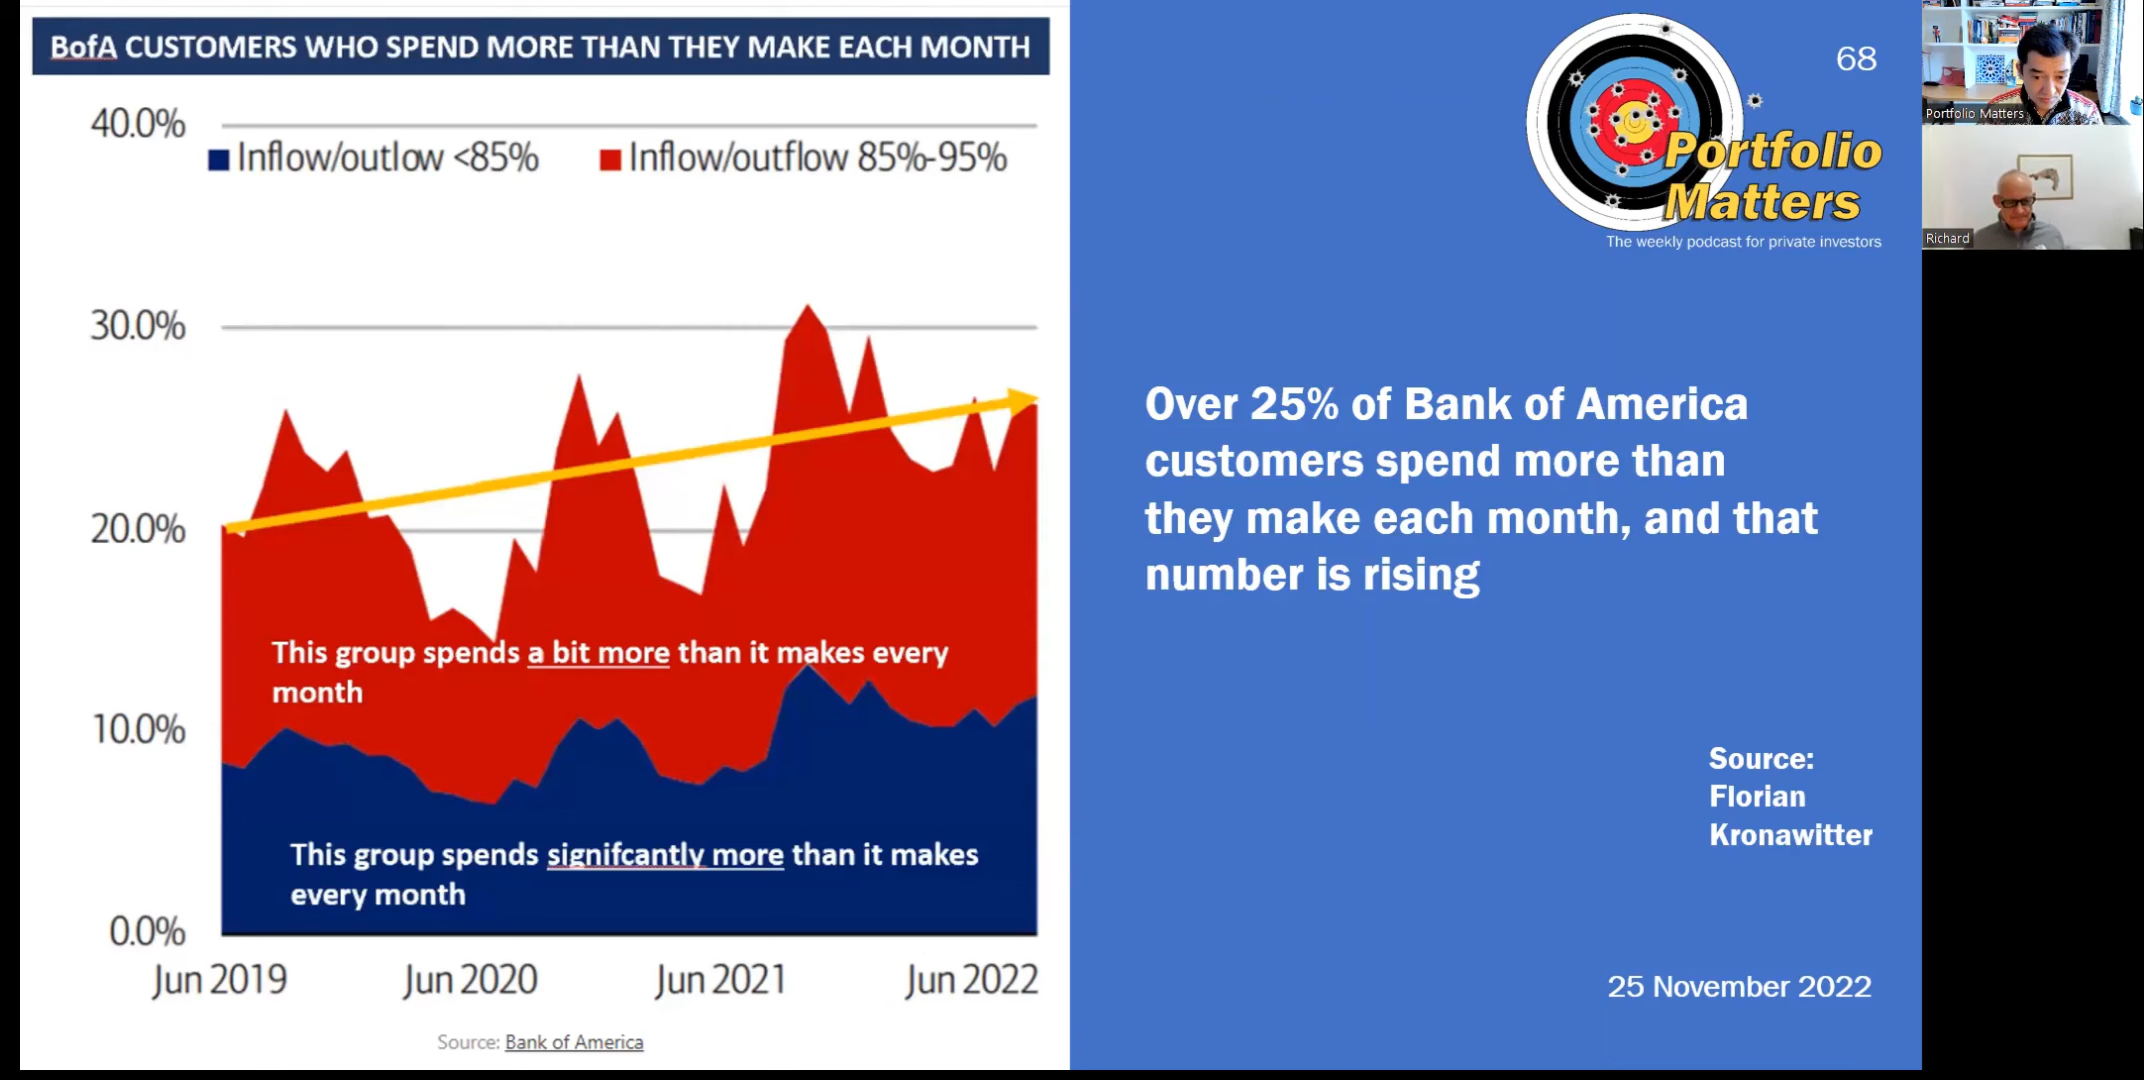 BofA CUSTOMERS WHO SPEND MORE THAN THEY MAKE EACH MONTH
40.0%
Inflow/outlow <85%
Inflow/outflow 85%-95%
30.0%
20.0%
This group spends a bit more than it makes every
month
10.0%
This group spends signifcantly more than it makes
every month
0.0%
Jun 2019
Jun 2020
Jun 2021
Jun 2022
Source: Bank of America
68
Portfolio
Matters
The weekly podcast for private investors
Over 25% of Bank of America
customers spend more than
they make each month, and that
number is rising
Source:
Florian
Kronawitter
25 November 2022
Portfolio Matters
Richard